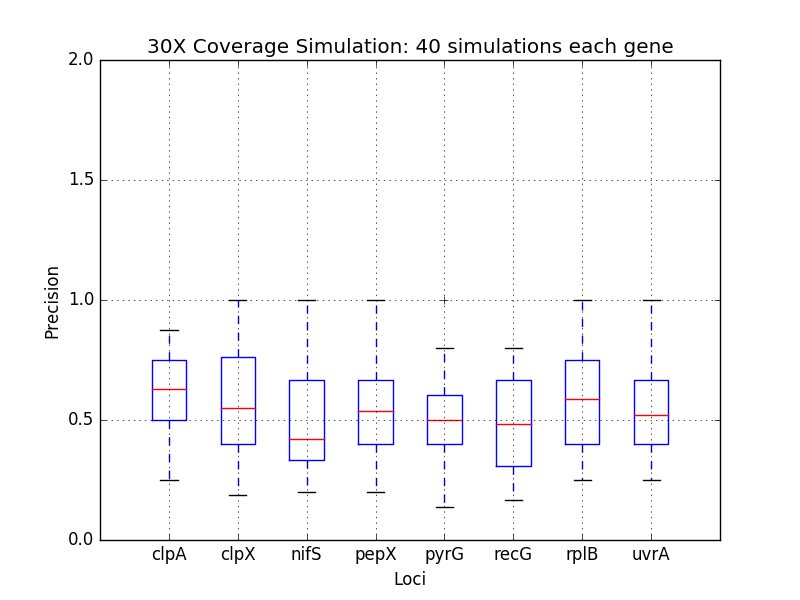 30X Coverage Simulation: 40 simulations each gene
2.0
1.5
1.0
0.5
0.0
Precision
clpA clpX nifS pepX pyrG recG rplB uvrA
Loci